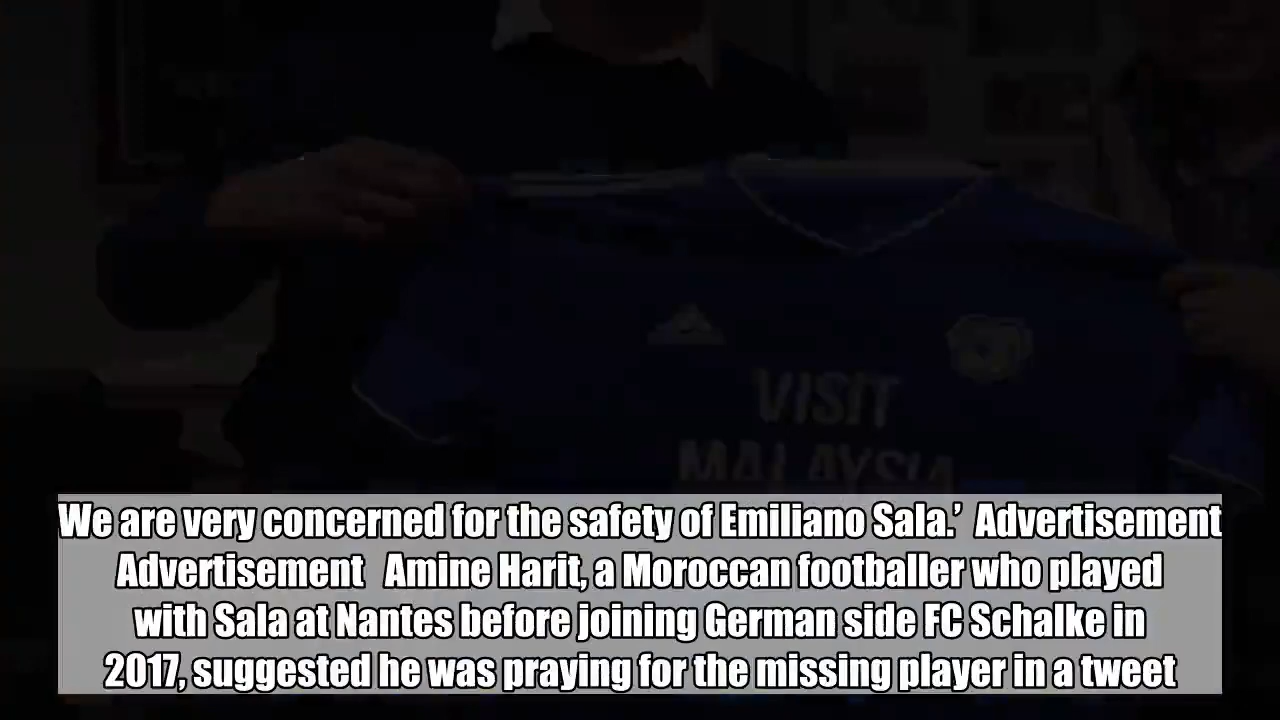 VISIT
MALAYSIA
We are very concerned for the safety of Emiliano Sala.’ Advertisement
Advertisement Amine Harit, a Moroccan footballer who played
with Sala at Nantes before joining German side FC Schalke in
2017, suggested he was praying for the missing player in a tweet